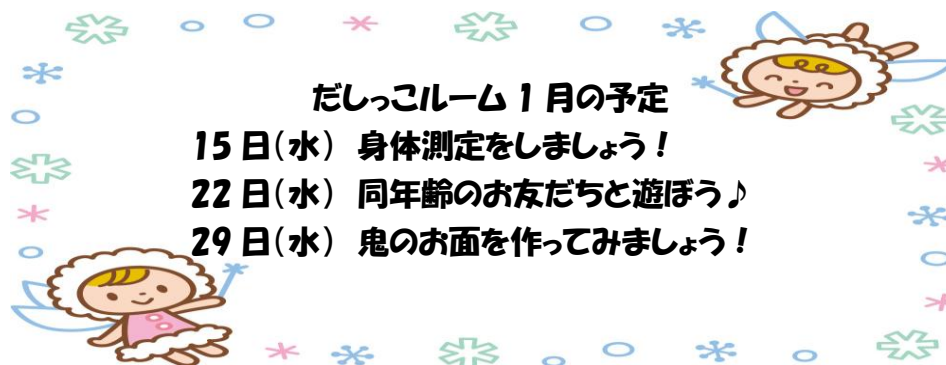 だしっこルーム 1月の予定
15日(水) 身体測定をしましょう!
22日(水) 同年齢のお友だちと遊ぼう♪
29日(水) 鬼のお面を作ってみましょう!